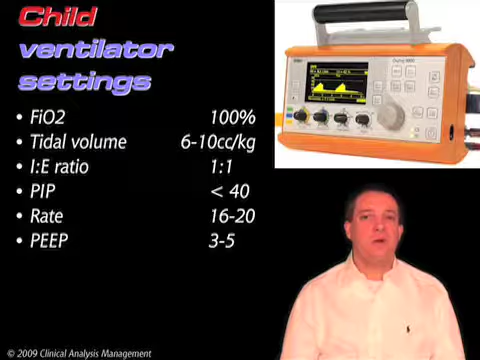 Child
ventilator
settings
• FiO2 100%
• Tidal volume 6-10cc/kg
• I:E ratio 1:1
• PIP < 40
• Rate 16-20
• PEEP 3-5
© 2009 Clinical Analysis Management